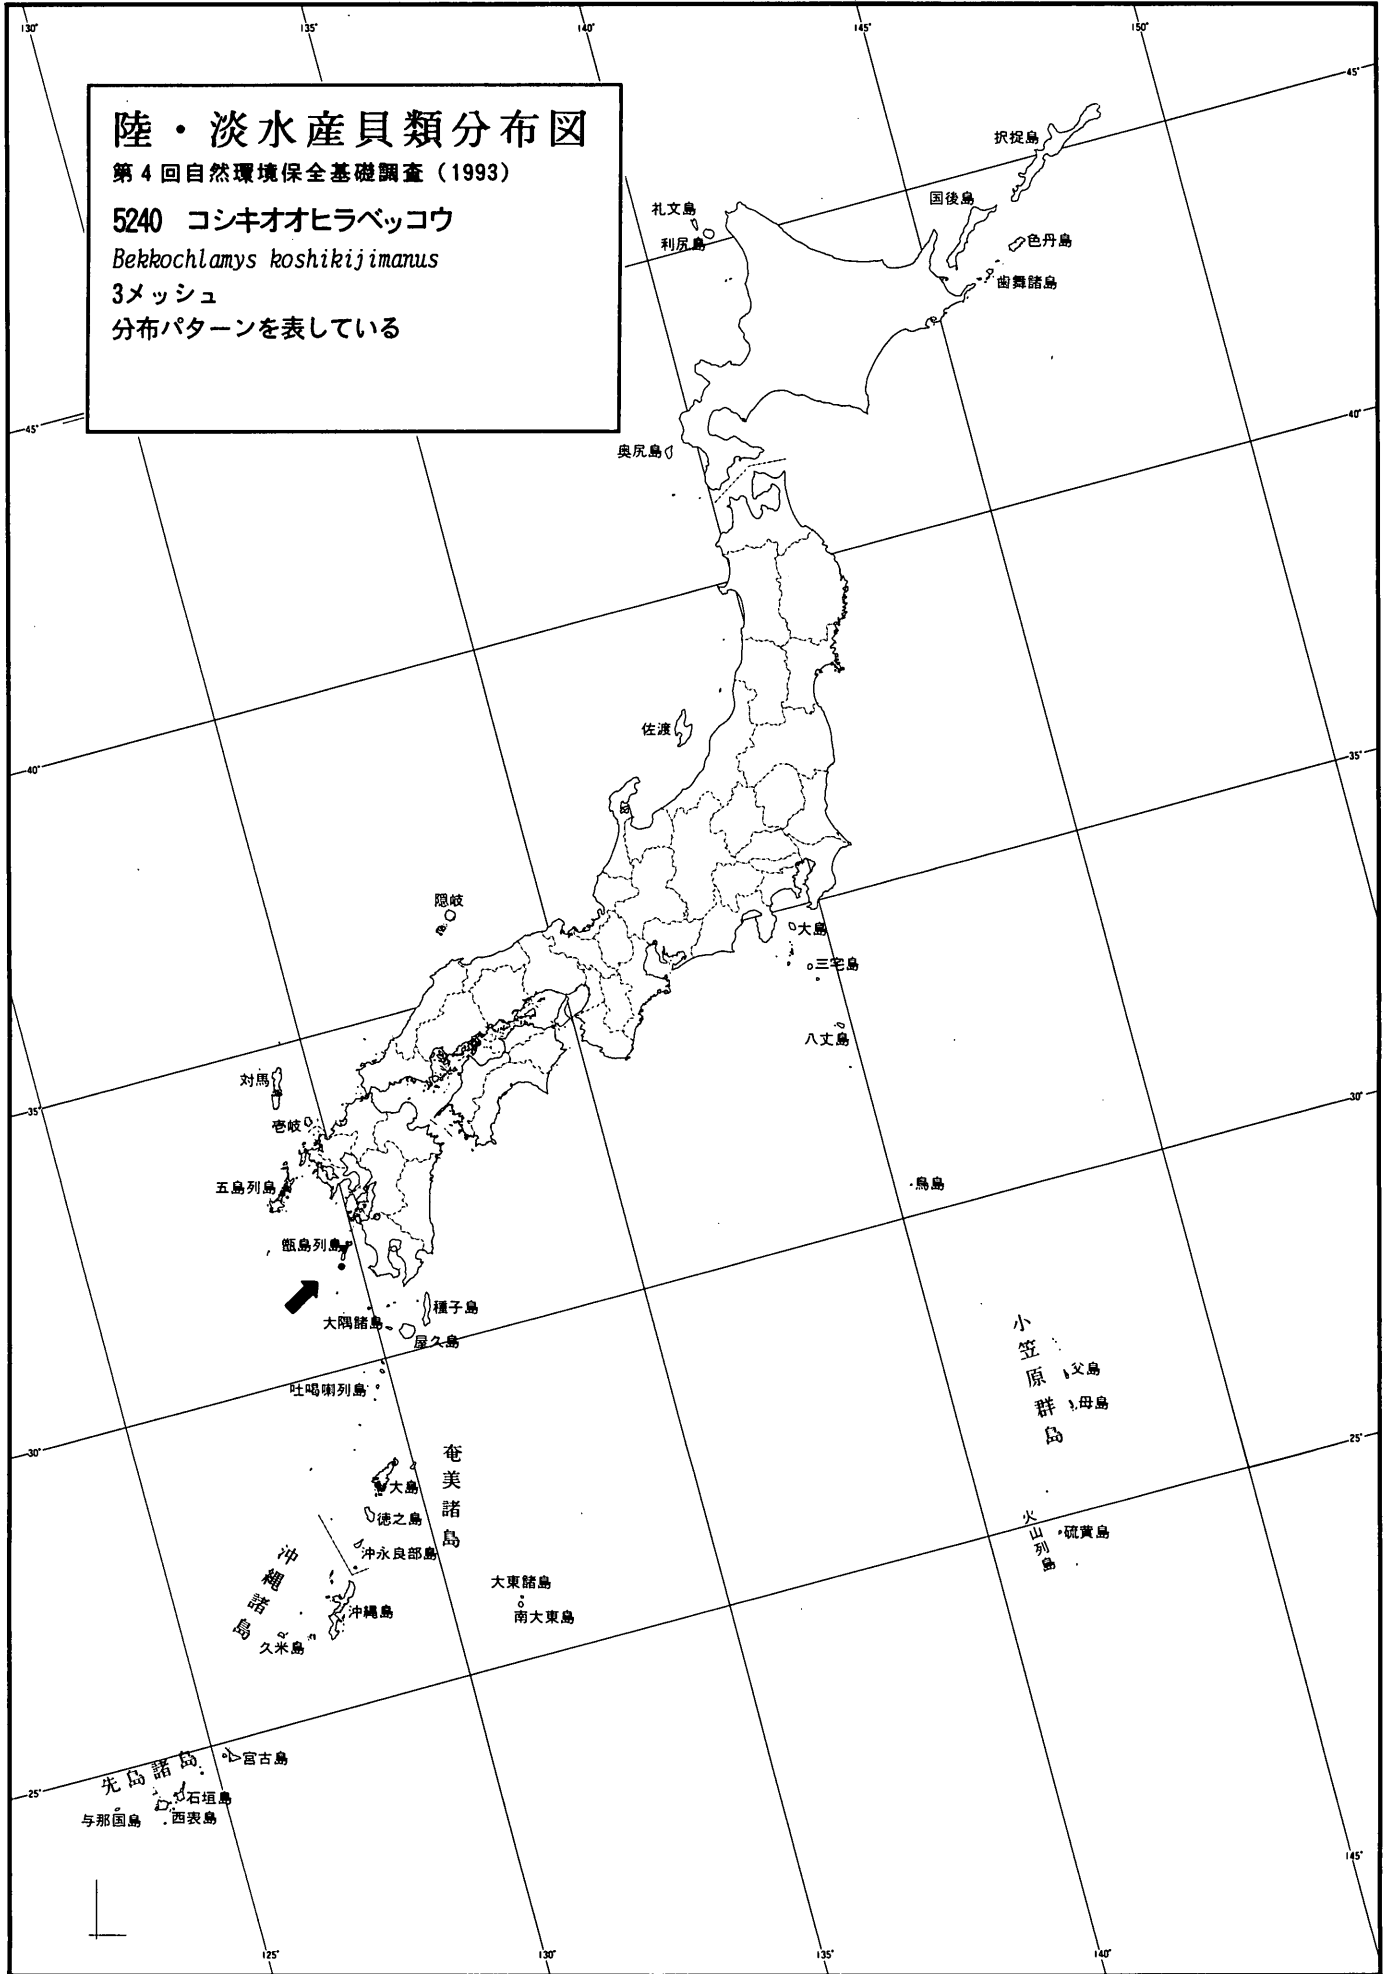 130°
135°
140°
145°
150°
陸・淡水産貝類分布図
第4回自然環境保全基礎調査（1993）
5240 コシキオオヒラベッコウ
Bekkochlamys koshikijimanus
3メッシュ
分布パターンを表している
45°
択捉島
国後島
礼文島
利尻島
色丹島
歯舞諸島
40°
45°
奥尻島
佐渡
35°
40°
隠岐
大島
三宅島
八丈島
対馬
30°
35°
壱岐
五島列島
鳥島
甑島列島
種子島
大隅諸島
屋久島
小笠原群島
父島
吐噶喇列島
母島
25°
30°
奄美諸島
大島
徳之島
火山列島
硫黄島
沖永良部島
沖縄諸島
大東諸島
沖縄島
南大東島
久米島
先島諸島
宮古島
25°
石垣島
与那国島
西表島
145°
125°
130°
135°
140°